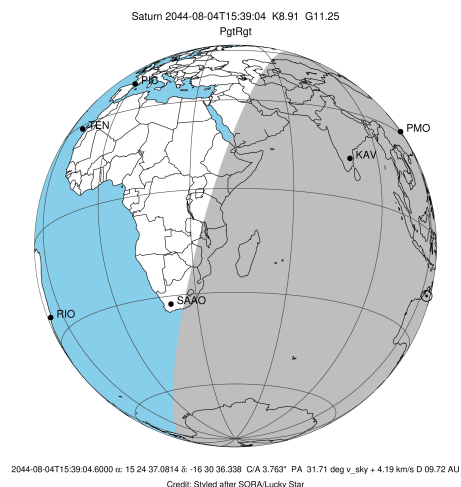 Saturn 2044-08-04T15:39:04 K8.91 G11.25
PgtRgt
PIC
TEN
PMO
KAV
SAAO
RIO
2044-08-04T15:39:04.6000 α: 15 24 37.0814 δ: -16 30 36.338 C/A 3.763" PA 31.71 deg v_sky + 4.19 km/s D 09.72 AU
Credit: Styled after SORA/Lucky Star